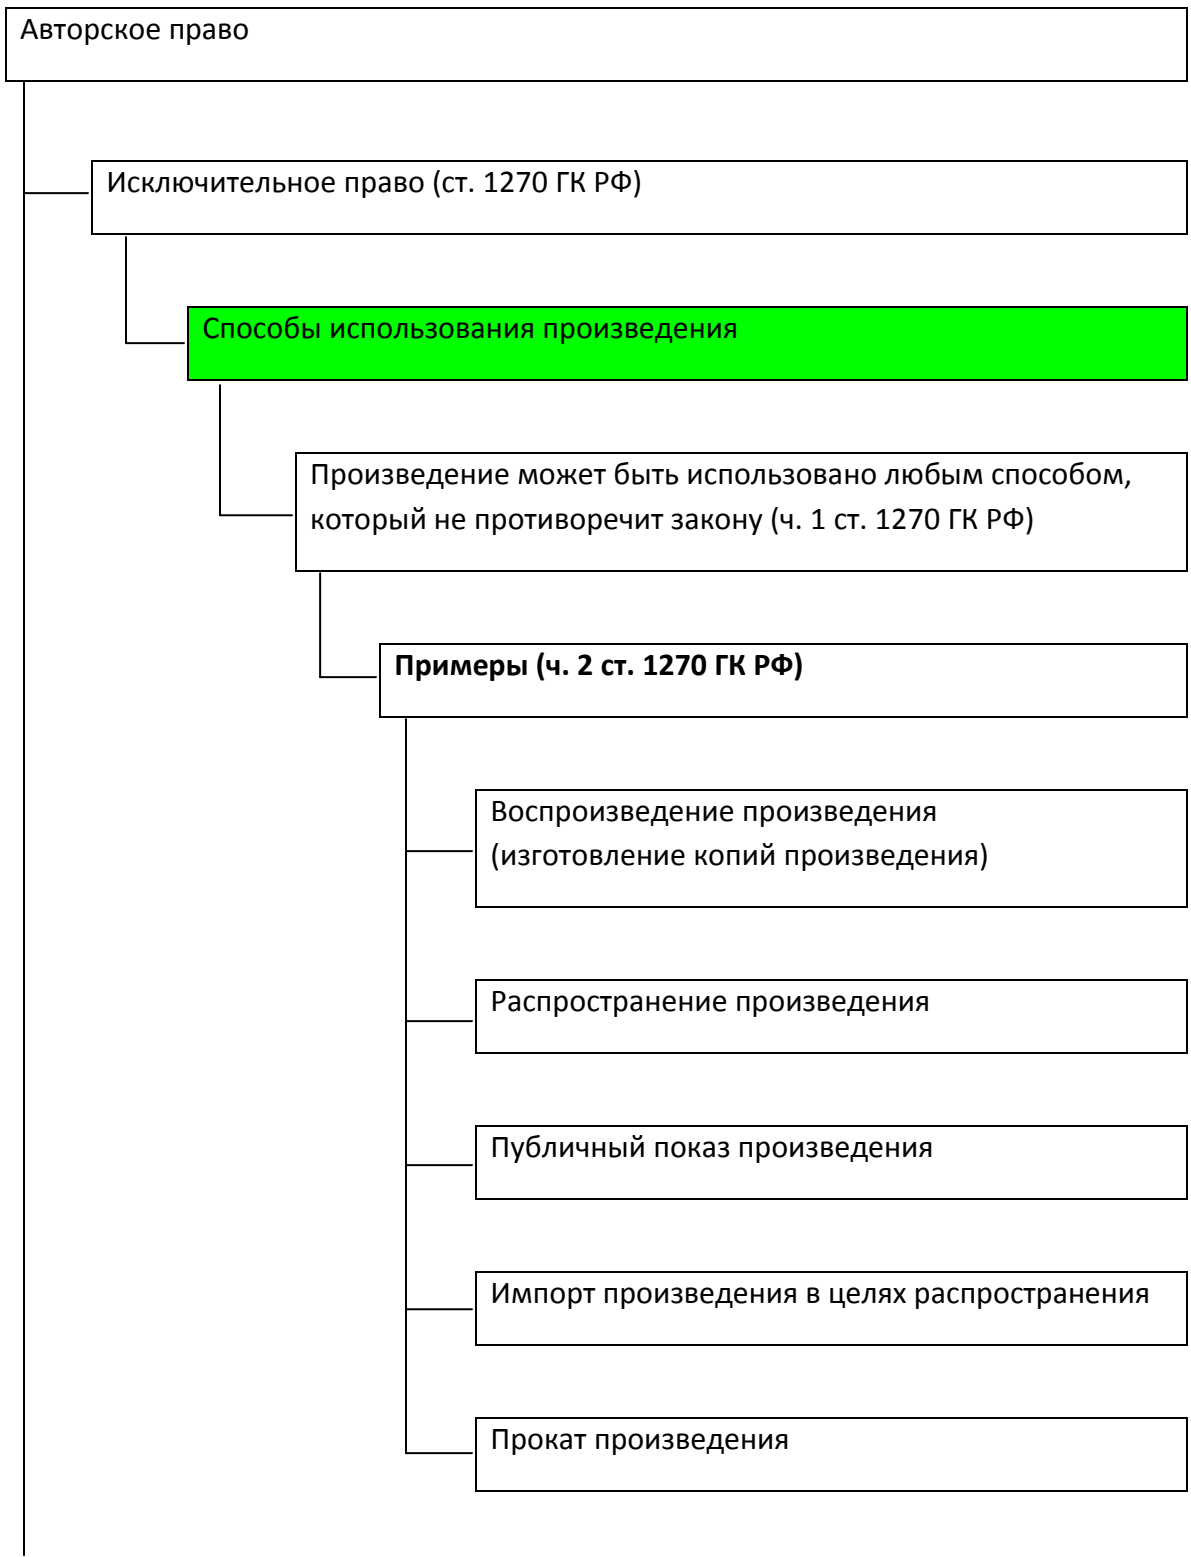 Авторское право
Исключительное право (ст. 1270 ГК РФ)
Способы использования произведения
Произведение может быть использовано любым способом,
который не противоречит закону (ч. 1 ст. 1270 ГК РФ)
Примеры (ч. 2 ст. 1270 ГК РФ)
Воспроизведение произведения
(изготовление копий произведения)
Распространение произведения
Публичный показ произведения
Импорт произведения в целях распространения
Прокат произведения